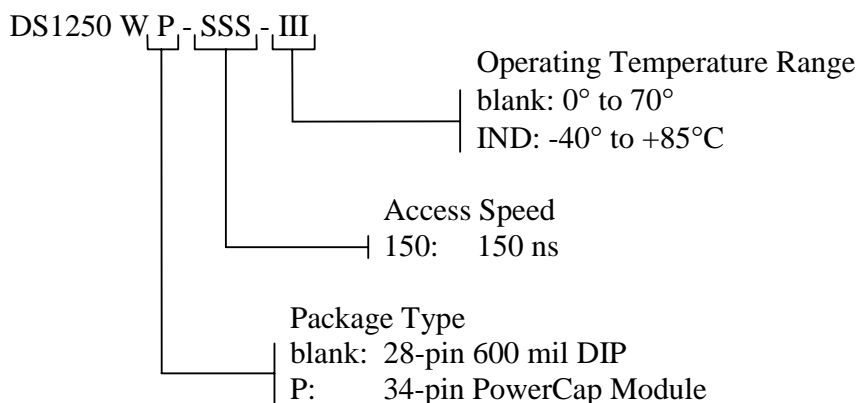 DS1250 W P - SSS - III
Operating Temperature Range
blank: 0° to 70°
IND: -40° to +85°C
Access Speed
150: 150 ns
Package Type
blank: 28-pin 600 mil DIP
P: 34-pin PowerCap Module